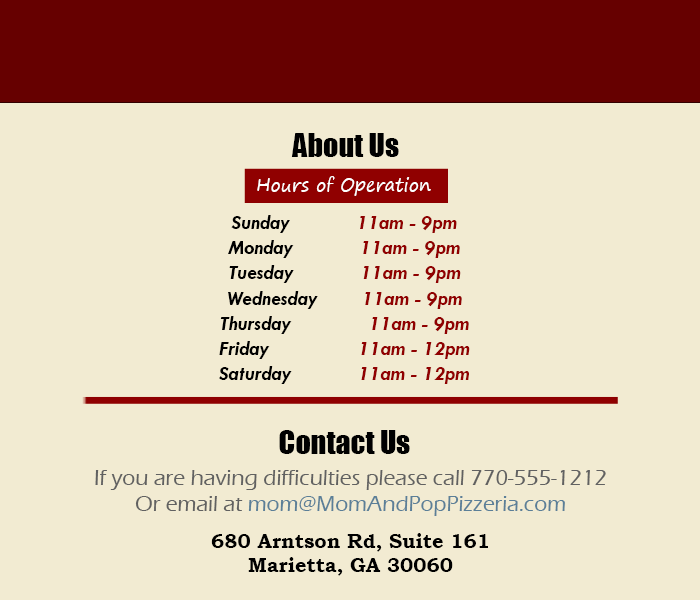 About Us
Hours of Operation
Sunday 11am - 9pm
Monday 11am - 9pm
Tuesday 11am - 9pm
Wednesday 11am - 9pm
Thursday 11am - 9pm
Friday 11am - 12pm
Saturday 11am - 12pm
Contact Us
If you are having difficulties please call 770-555-1212
Or email at mom@MomAndPopPizzeria.com
680 Arntson Rd, Suite 161
Marietta, GA 30060